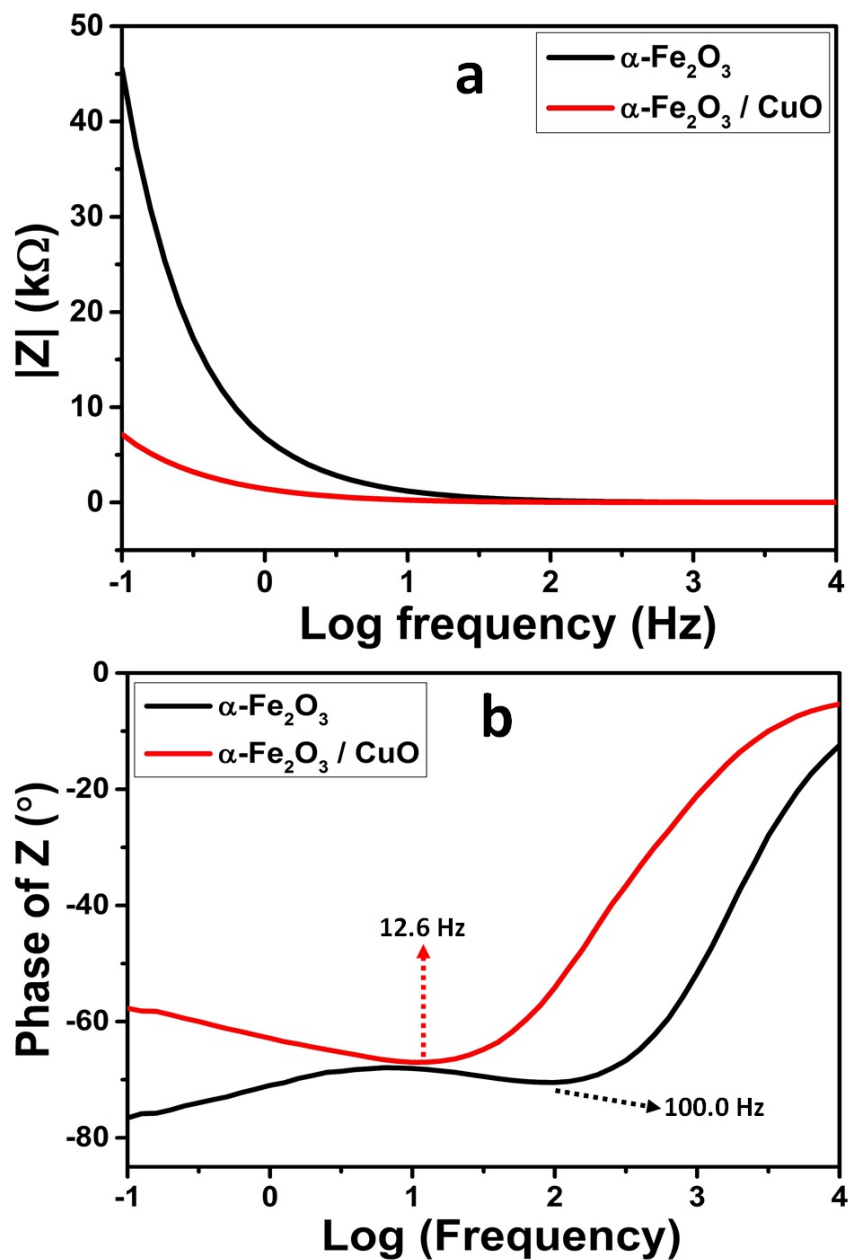 a
α-Fe₂O₃
α-Fe₂O₃ / CuO
|Z| (kΩ)
50
40
30
20
10
0
-1 0 1 2 3 4
Log frequency (Hz)
α-Fe₂O₃
α-Fe₂O₃ / CuO
b
Phase of Z (°)
0
-20
-40
-60
-80
12.6 Hz
100.0 Hz
-1 0 1 2 3 4
Log (Frequency)